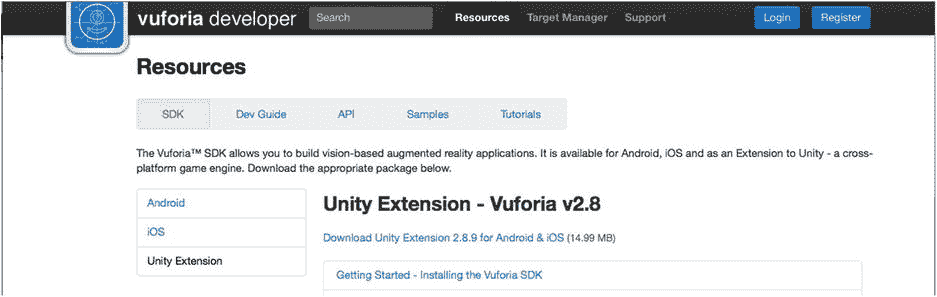 vuforia developer Search Resources Target Manager Support Login Register
Resources
SDK Dev Guide API Samples Tutorials
The Vuforia™ SDK allows you to build vision-based augmented reality applications. It is available for Android, iOS and as an Extension to Unity - a cross-
platform game engine. Download the appropriate package below.
Android
iOS
Unity Extension
Unity Extension - Vuforia v2.8
Download Unity Extension 2.8.9 for Android & iOS (14.99 MB)
Getting Started - Installing the Vuforia SDK